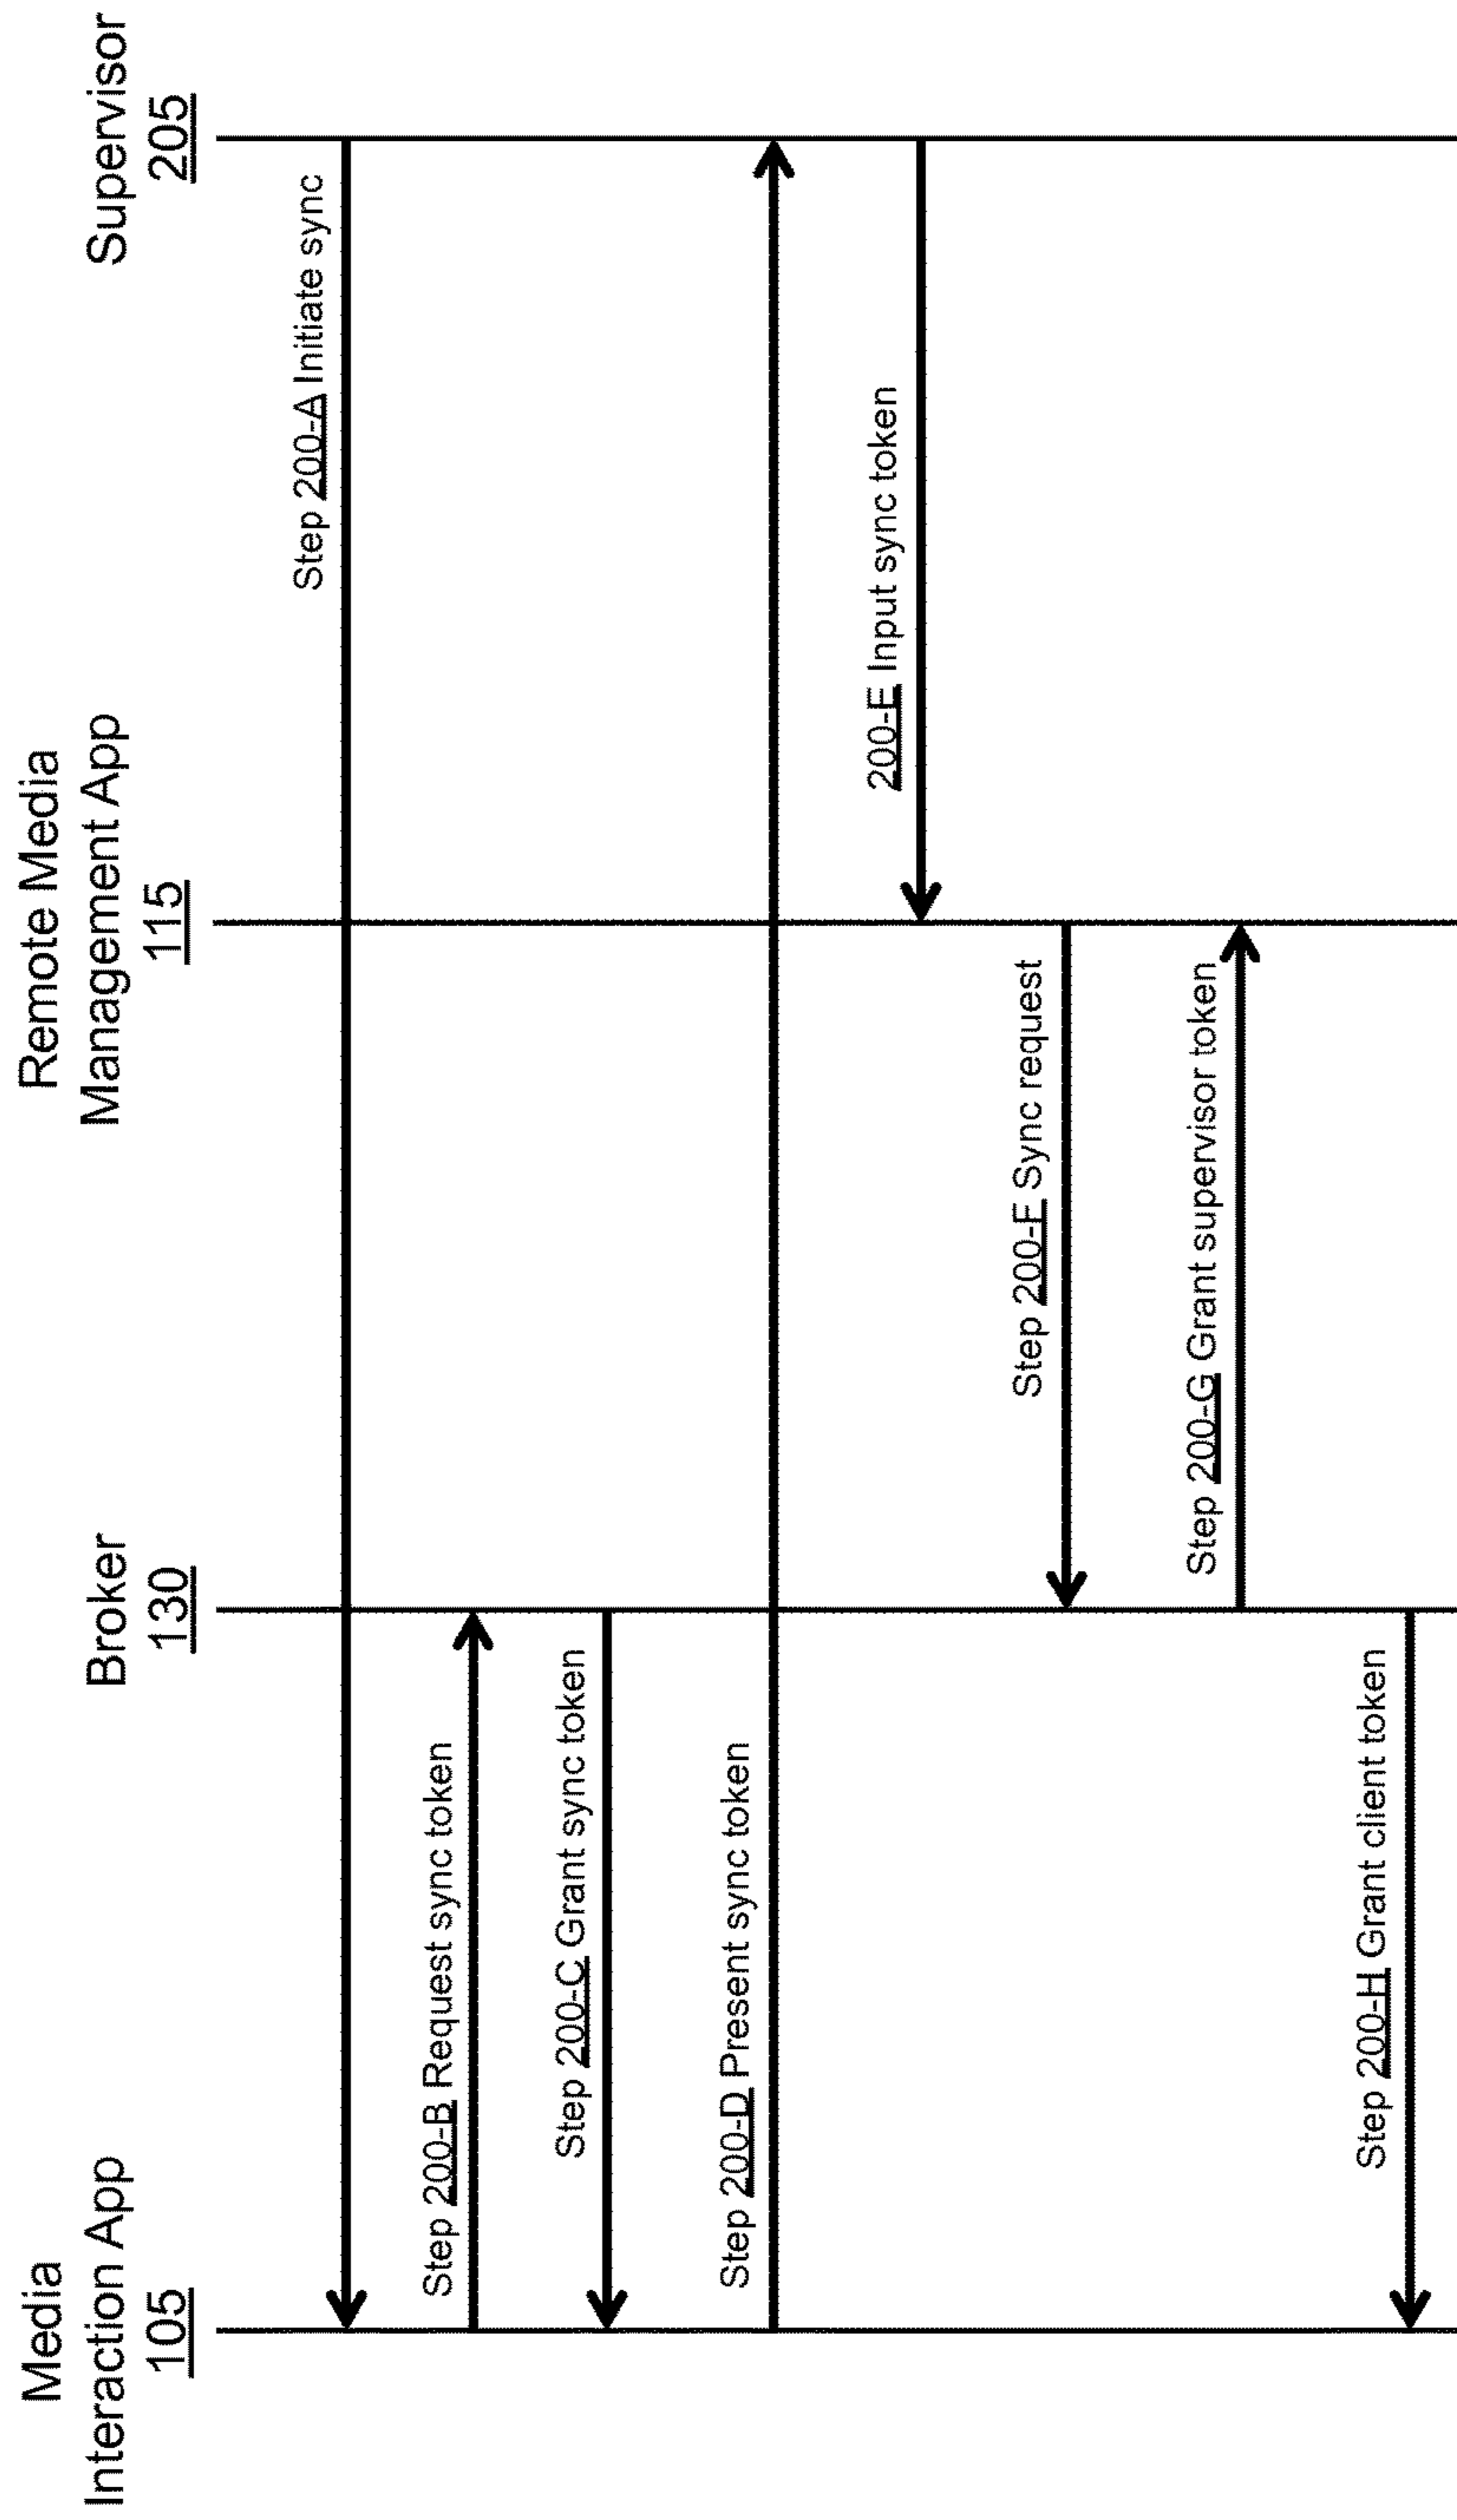 Media
Interaction App
105
Broker
130
Remote Media
Management App
115
Supervisor
205
Step 200-A Initiate sync
Step 200-B Request sync token
Step 200-C Grant sync token
Step 200-D Present sync token
200-E Input sync token
Step 200-F Sync request
Step 200-G Grant supervisor token
Step 200-H Grant client token